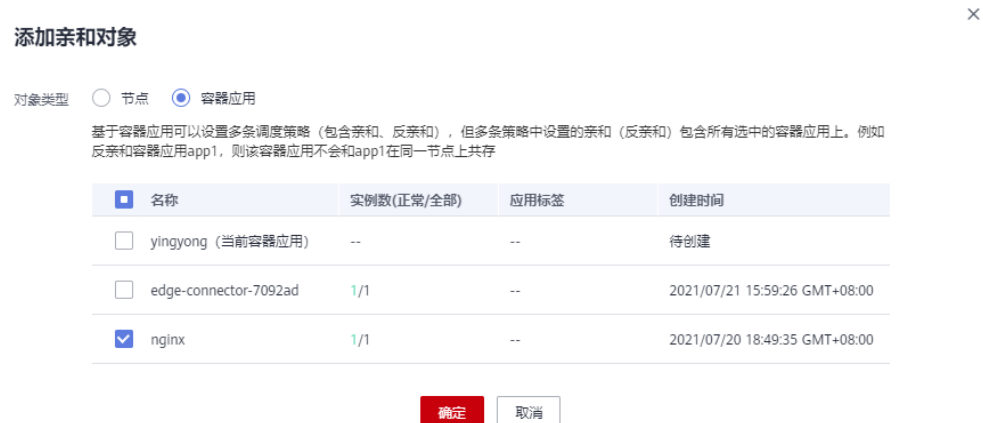 添加亲和对象
对象类型 节点 容器应用
基于容器应用可以设置多条调度策略（包含亲和、反亲和），但多条策略中设置的亲和（反亲和）包含所有选中的容器应用上。例如
反亲和容器应用app1，则该容器应用不会和app1在同一节点上共存
名称 实例数(正常/全部) 应用标签 创建时间
yingyong（当前容器应用） -- -- 待创建
edge-connector-7092ad 1/1 -- 2021/07/21 15:59:26 GMT+08:00
nginx 1/1 -- 2021/07/20 18:49:35 GMT+08:00
确定 取消